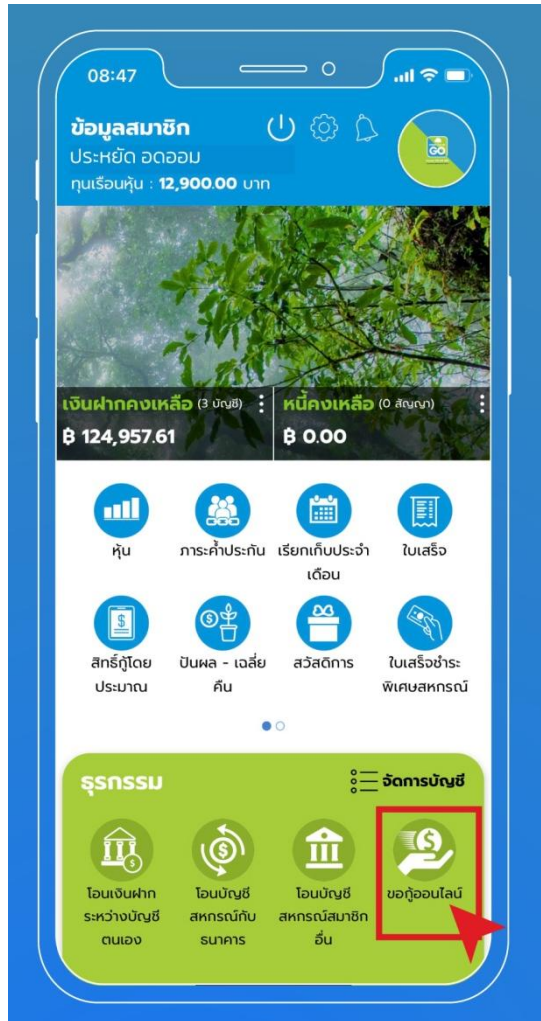 08:47
ข้อมูลสมาชิก
ประหยัด อดออม
ทุนเรือนหุ้น : 12,900.00 บาท
GO
เงินฝากคงเหลือ (3 บัญชี)
฿ 124,957.61
หนี้คงเหลือ (0 สัญญา)
฿ 0.00
หุ้น
ภาระค้ำประกัน
เรียกเก็บประจำ
เดือน
ใบเสร็จ
สิทธิ์กู้โดย
ประมาณ
ปันผล - เฉลี่ย
คืน
สวัสดิการ
ใบเสร็จชำระ
พิเศษสหกรณ์
ธุรกรรม
จัดการบัญชี
โอนเงินฝาก
ระหว่างบัญชี
ตนเอง
โอนบัญชี
สหกรณ์กับ
ธนาคาร
โอนบัญชี
สหกรณ์สมาชิก
อื่น
ขอกู้ออนไลน์